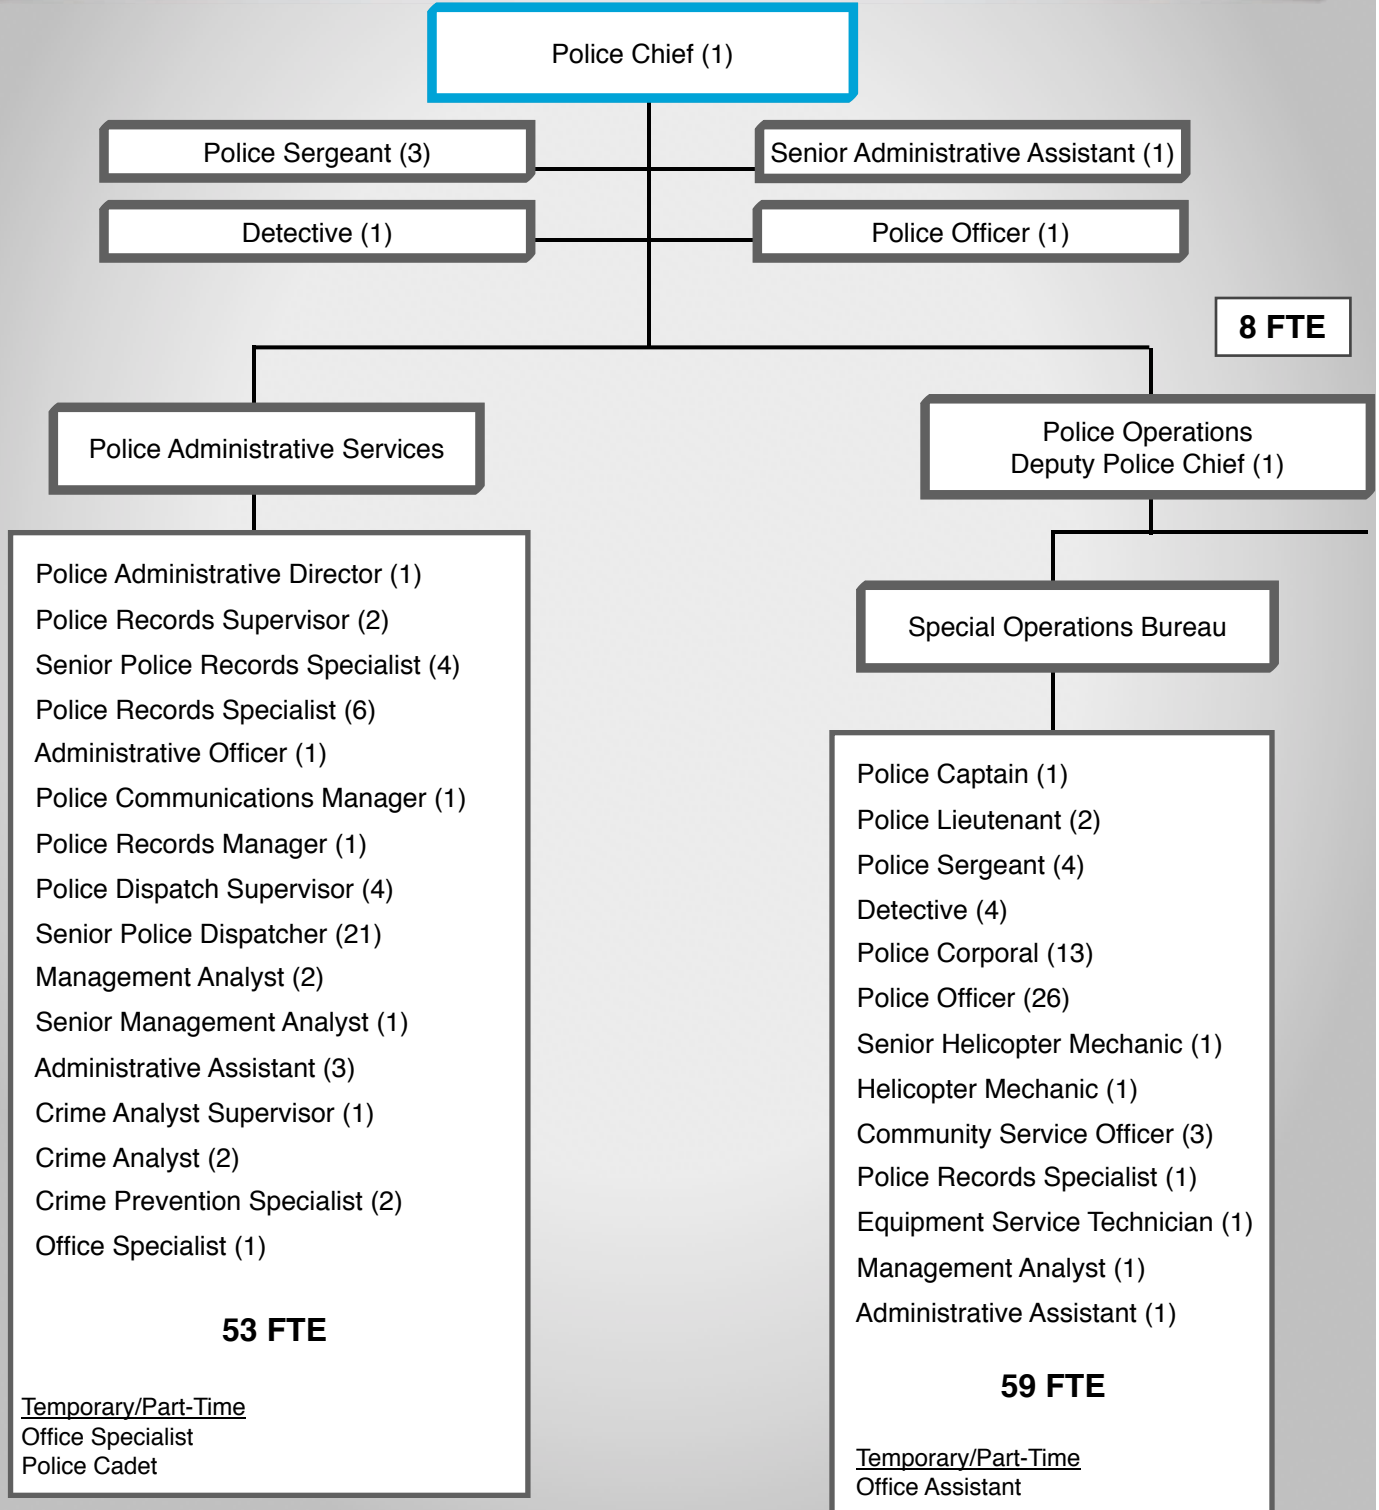 Police Chief (1)
Police Sergeant (3)
Senior Administrative Assistant (1)
Detective (1)
Police Officer (1)
8 FTE
Police Administrative Services
Police Operations
Deputy Police Chief (1)
Police Administrative Director (1)
Police Records Supervisor (2)
Senior Police Records Specialist (4)
Police Records Specialist (6)
Administrative Officer (1)
Police Communications Manager (1)
Police Records Manager (1)
Police Dispatch Supervisor (4)
Senior Police Dispatcher (21)
Management Analyst (2)
Senior Management Analyst (1)
Administrative Assistant (3)
Crime Analyst Supervisor (1)
Crime Analyst (2)
Crime Prevention Specialist (2)
Office Specialist (1)
53 FTE
Temporary/Part-Time
Office Specialist
Police Cadet
Special Operations Bureau
Police Captain (1)
Police Lieutenant (2)
Police Sergeant (4)
Detective (4)
Police Corporal (13)
Police Officer (26)
Senior Helicopter Mechanic (1)
Helicopter Mechanic (1)
Community Service Officer (3)
Police Records Specialist (1)
Equipment Service Technician (1)
Management Analyst (1)
Administrative Assistant (1)
59 FTE
Temporary/Part-Time
Office Assistant